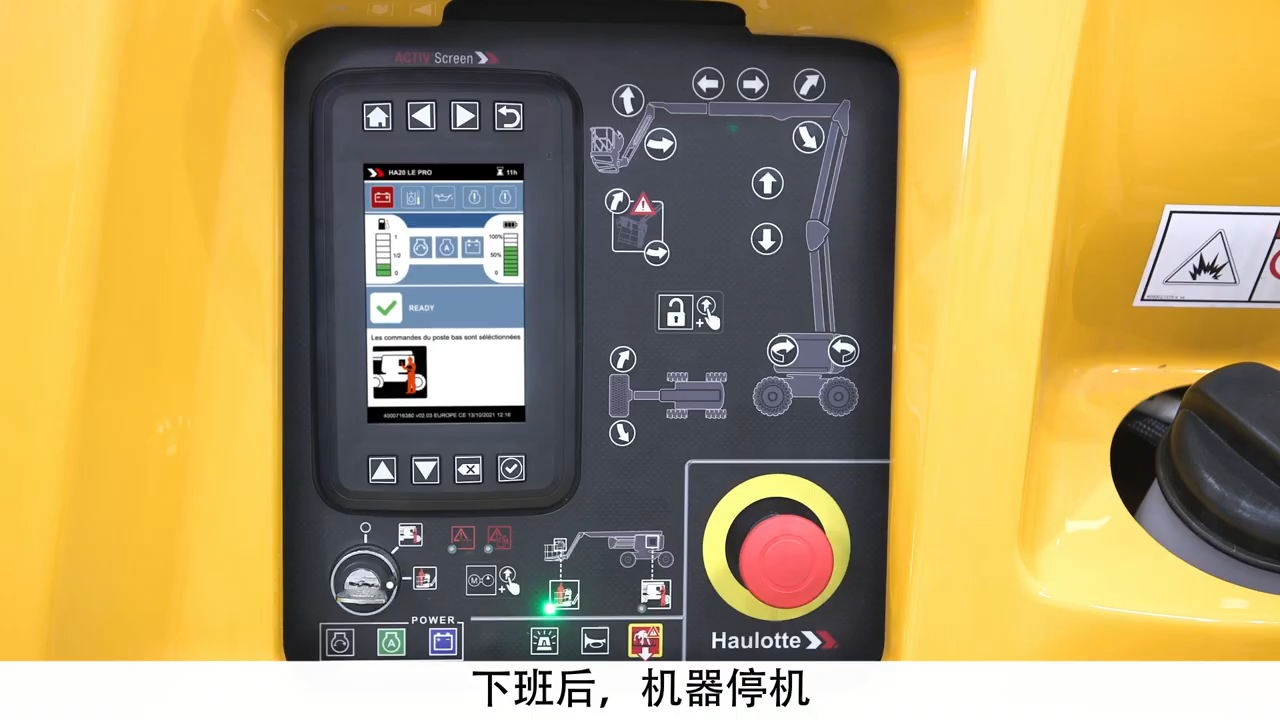 ACTIV Screen
HA20 LE PRO
11h
1
1/2
0
100%
50%
0
READY
Les commandes du poste bas sont séléctionnées
4000716380 v02.03 EUROPE CE 13/10/2021 12:16
M
A
POWER
Haulotte
下班后，机器停机